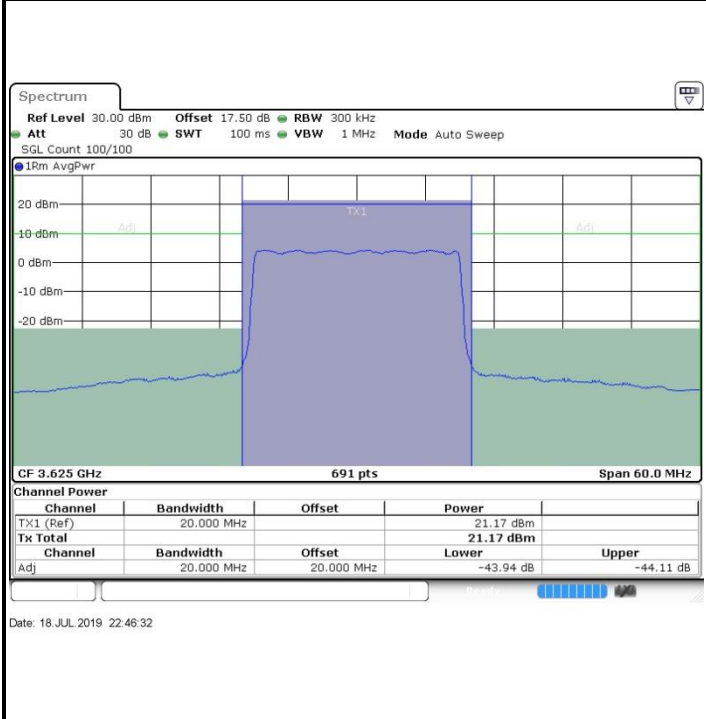 Spectrum
Ref Level 30.00 dBm Offset 17.50 dB RBW 300 kHz
Att 30 dB SWT 100 ms VBW 1 MHz Mode Auto Sweep
SGL Count 100/100
1Rm AvgPwr
20 dBm
TX1
Adj Adj
10 dBm
0 dBm
-10 dBm
-20 dBm
CF 3.625 GHz 691 pts Span 60.0 MHz
Channel Power
Channel Bandwidth Offset Power
TX1 (Ref) 20.000 MHz 21.17 dBm
Tx Total 21.17 dBm
Channel Bandwidth Offset Lower Upper
Adj 20.000 MHz 20.000 MHz -43.94 dB -44.11 dB
Ready
Date: 18.JUL.2019 22:46:32